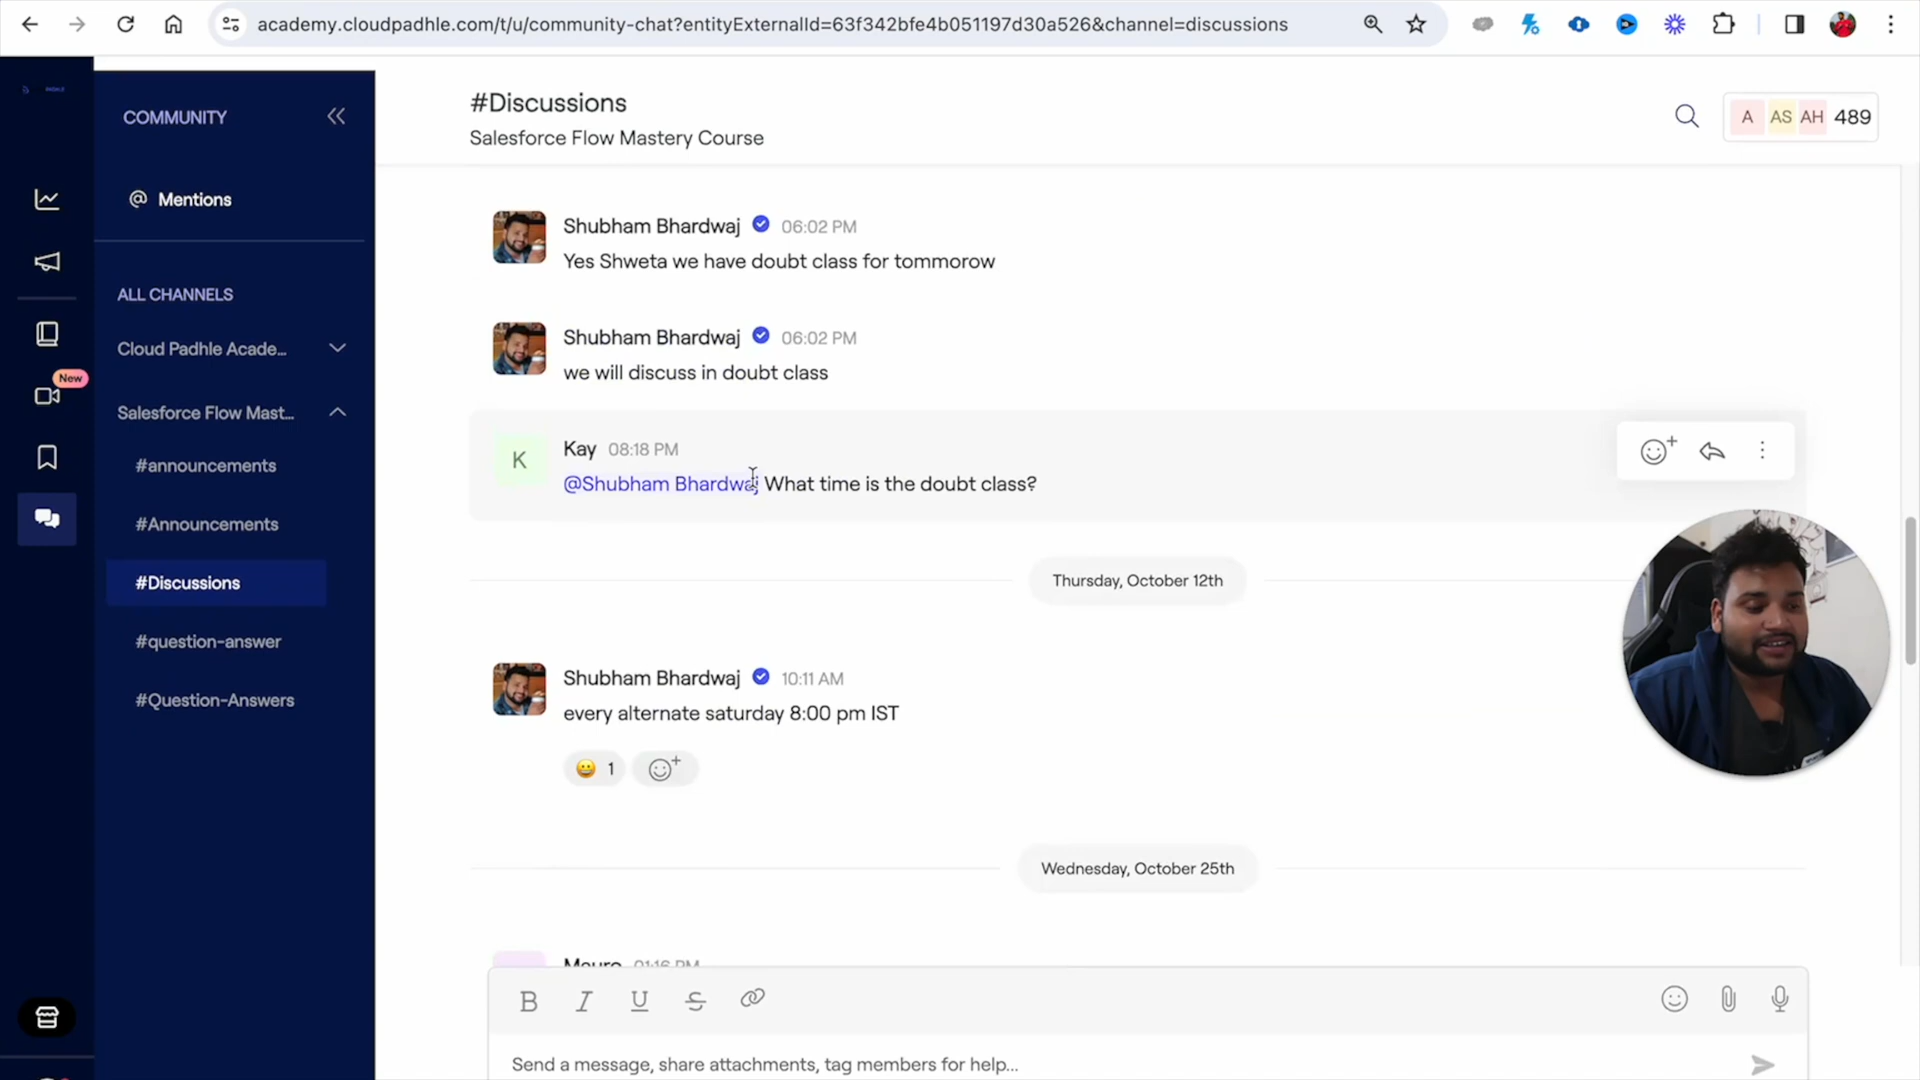 academy.cloudpadhle.com/t/u/community-chat?entityExternalId=63f342bfe4b051197d30a526&channel=discussions
COMMUNITY
@ Mentions
ALL CHANNELS
Cloud Padhle Acade...
New
Salesforce Flow Mast...
#announcements
#Announcements
#Discussions
#question-answer
#Question-Answers
#Discussions
Salesforce Flow Mastery Course
A AS AH 489
Shubham Bhardwaj 06:02 PM
Yes Shweta we have doubt class for tommorow
Shubham Bhardwaj 06:02 PM
we will discuss in doubt class
K
Kay 08:18 PM
@Shubham Bhardwaj What time is the doubt class?
Thursday, October 12th
Shubham Bhardwaj 10:11 AM
every alternate saturday 8:00 pm IST
1
Wednesday, October 25th
Mauro 01:16 PM
B I U S
Send a message, share attachments, tag members for help...